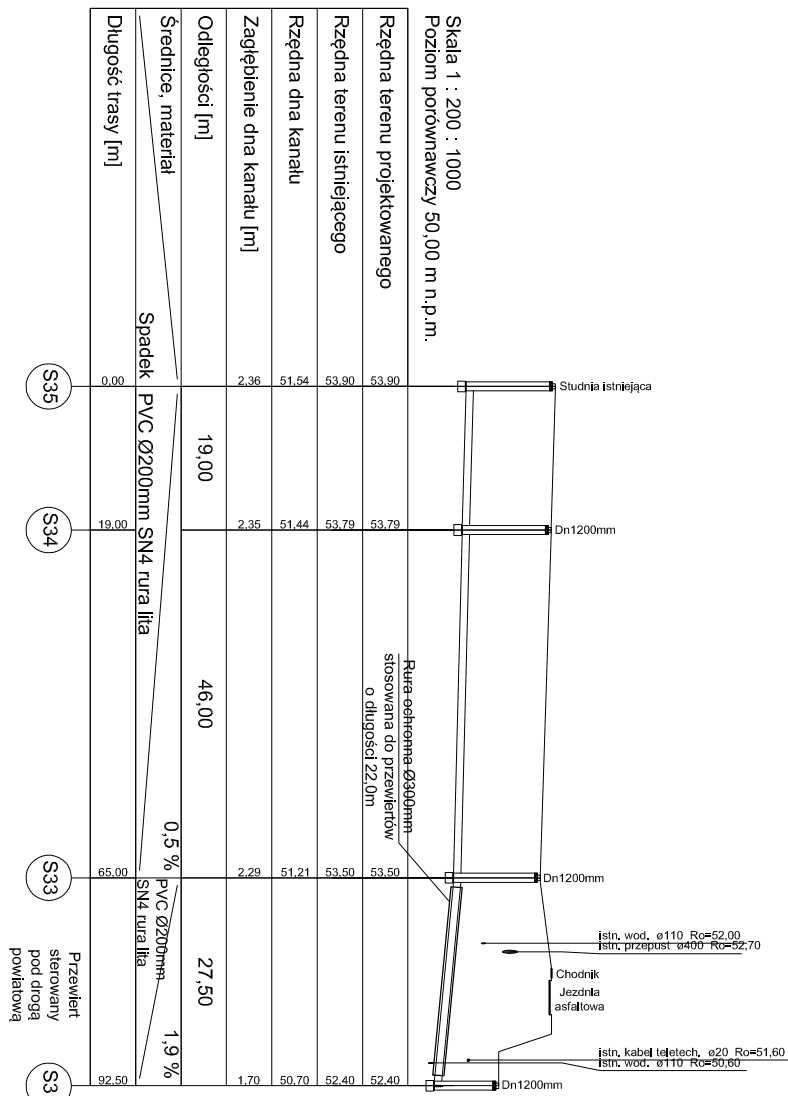 Skala 1 : 200 : 1000
Poziom porównawczy 50,00 m n.p.m.
Studnia istniejąca
Dn1200mm
Dn1200mm
Dn1200mm
istn. wod. ø110 Ro=52,00
istn. przepust ø400 Ro=52,70
Chodnik
Jezdnia
asfaltowa
istn. kabel teletech. ø20 Ro=51,60
istn. wod. ø110 Ro=50,60
Rura ochronna Ø300mm
stosowana do przewiertów
o długości 22,0m
Rzędna terenu projektowanego
53,90
53,79
53,50
52,40
Rzędna terenu istniejącego
53,90
53,79
53,50
52,40
Rzędna dna kanału
51,54
51,44
51,21
50,70
Zagłębienie dna kanału [m]
2,36
2,35
2,29
1,70
Odległości [m]
19,00
46,00
27,50
Średnice, materiał
Spadek
PVC Ø200mm SN4 rura lita
0,5 %
PVC Ø200mm
SN4 rura lita
1,9 %
Długość trasy [m]
0,00
19,00
65,00
92,50
S35
S34
S33
S3
Przewiert
sterowany
pod drogą
powiatową